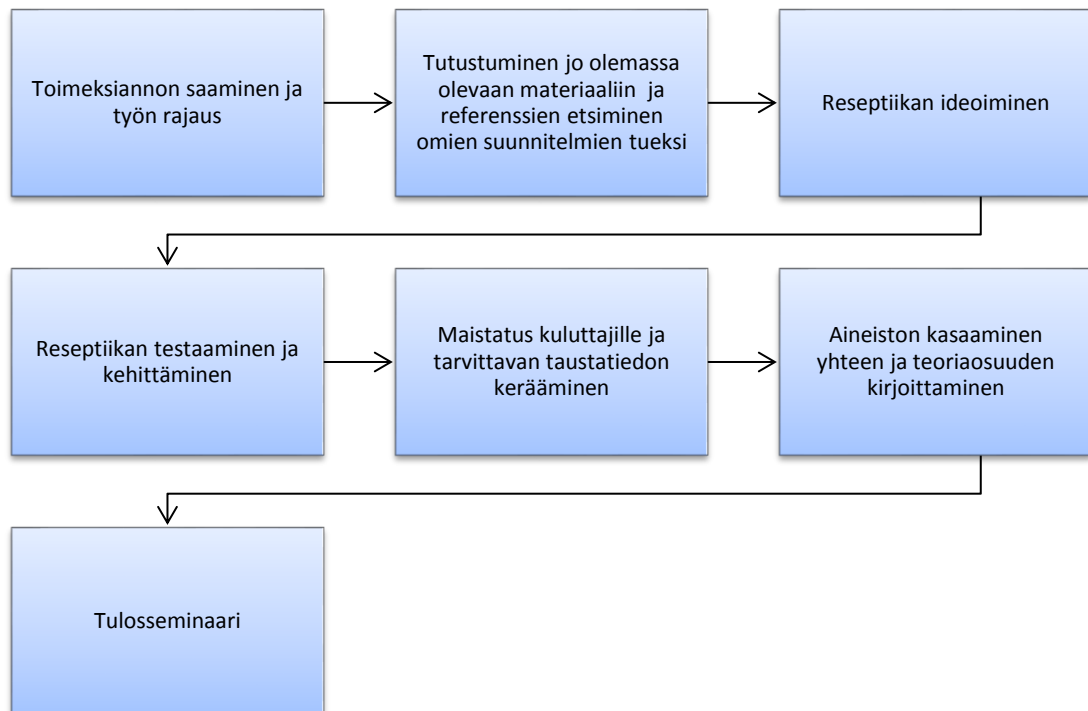 Toimeksiannon saaminen ja
työn rajaus
Tutustuminen jo olemassa
olevaan materiaaliin ja
referenssien etsiminen
omien suunnitelmien tueksi
Reseptiikan ideoiminen
Reseptiikan testaaminen ja
kehittäminen
Maistatus kuluttajille ja
tarvittavan taustatiedon
kerääminen
Aineiston kasaaminen
yhteen ja teoriaosuuden
kirjoittaminen
Tulosseminaari